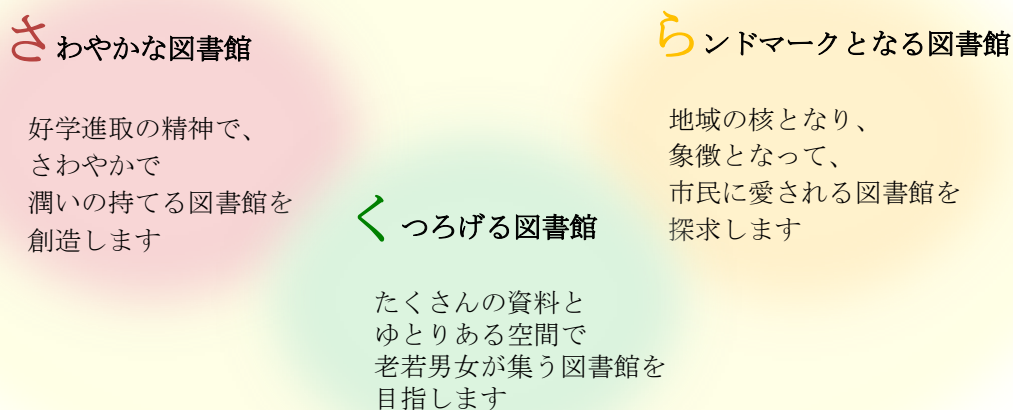 さわやかな図書館
好学進取の精神で、
さわやかで
潤いの持てる図書館を
創造します
くつろげる図書館
たくさんの資料と
ゆとりある空間で
老若男女が集う図書館を
目指します
らンドマークとなる図書館
地域の核となり、
象徴となって、
市民に愛される図書館を
探求します